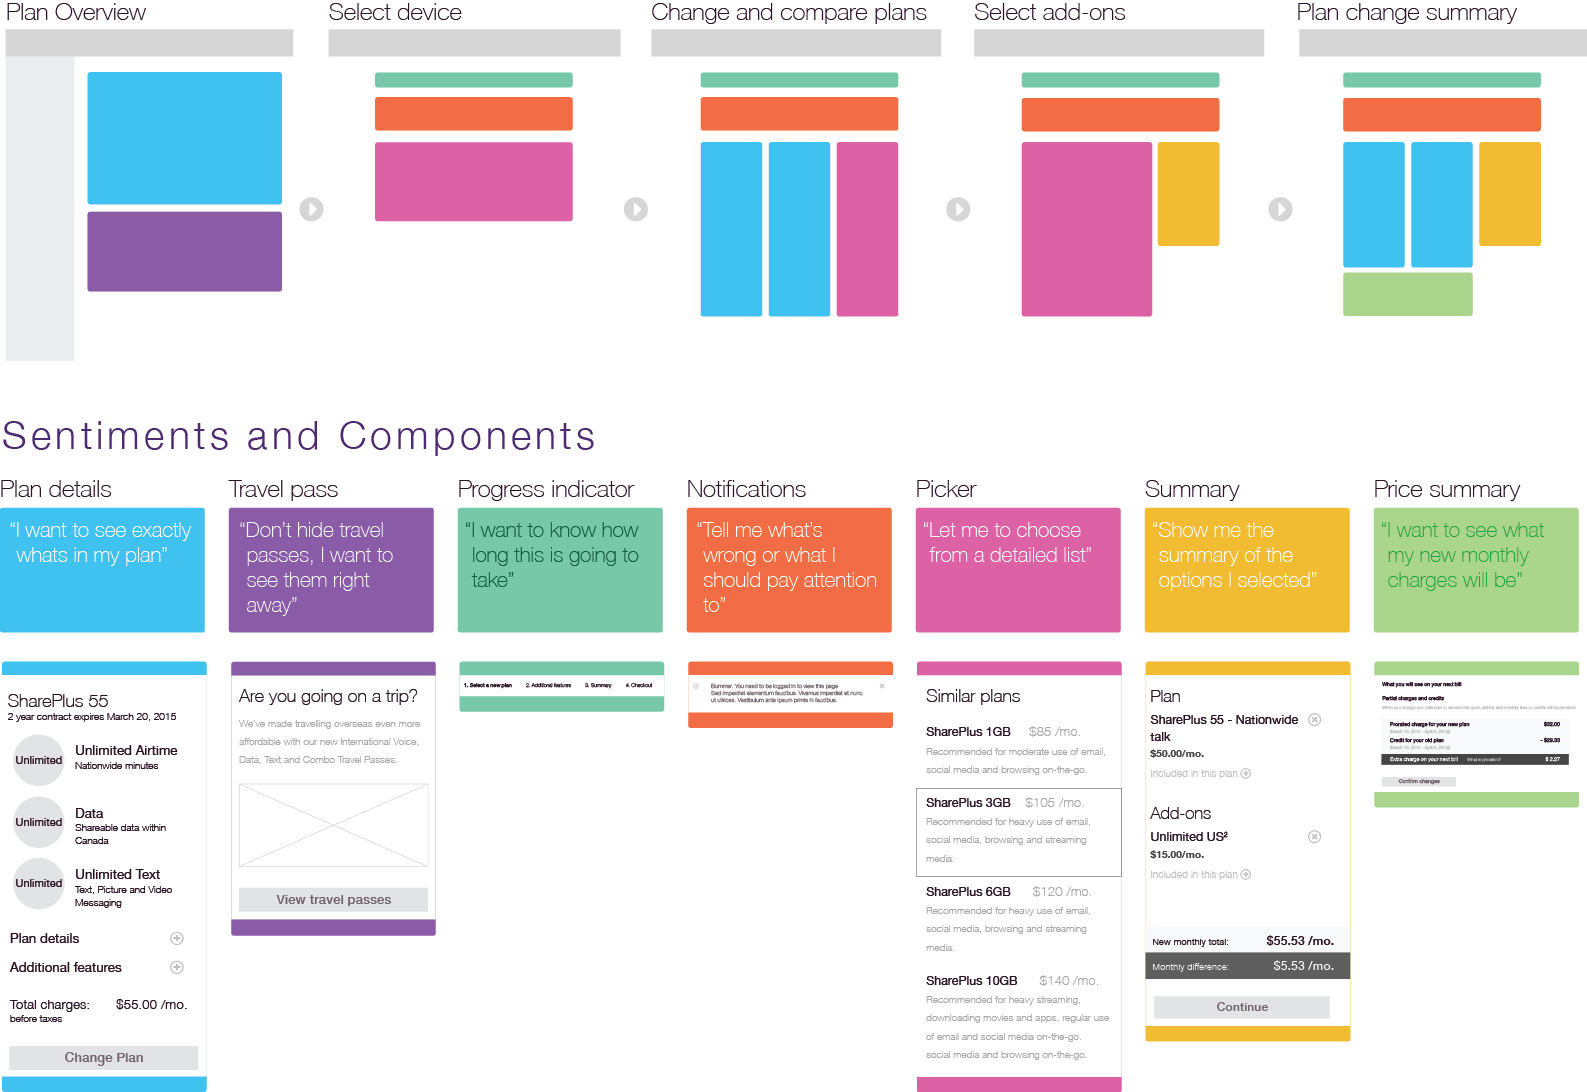 Plan Overview
Select device
Change and compare plans
Select add-ons
Plan change summary
Sentiments and Components
Plan details
“I want to see exactly
whats in my plan”
SharePlus 55
2 year contract expires March 20, 2015
Unlimited
Unlimited Airtime
Nationwide minutes
Unlimited
Data
Shareable data within
Canada
Unlimited
Unlimited Text
Text, Picture and Video
Messaging
Plan details
Additional features
Total charges: $55.00 /mo.
before taxes
Change Plan
Travel pass
“Don't hide travel
passes, I want to
see them right
away”
Are you going on a trip?
We've made travelling overseas even more
affordable with our new International Voice,
Data, Text and Combo Travel Passes.
View travel passes
Progress indicator
“I want to know how
long this is going to
take”
1. Select a new plan 2. Additional features 3. Summary 4. Checkout
Notifications
“Tell me what's
wrong or what I
should pay attention
to”
Bummer. You need to be logged in to view this page
Sed imperdiet elementum faucibus. Vivamus imperdiet et nunc
ut ultrices. Vestibulum ante ipsum primis in faucibus.
Picker
“Let me to choose
from a detailed list”
Similar plans
SharePlus 1GB $85 /mo.
Recommended for moderate use of email,
social media and browsing on-the-go.
SharePlus 3GB $105 /mo.
Recommended for heavy use of email,
social media, browsing and streaming
media.
SharePlus 6GB $120 /mo.
Recommended for heavy use of email,
social media, browsing and streaming
media.
SharePlus 10GB $140 /mo.
Recommended for heavy streaming,
downloading movies and apps, regular use
of email and social media on-the-go.
social media and browsing on-the-go.
Summary
“Show me the
summary of the
options I selected”
Plan
SharePlus 55 - Nationwide
talk
$50.00/mo.
Included in this plan
Add-ons
Unlimited US²
$15.00/mo.
Included in this plan
New monthly total: $55.53 /mo.
Monthly difference: $5.53 /mo.
Continue
Price summary
“I want to see what
my new monthly
charges will be”
What you will see on your next bill
Partial charges and credits
Prorated charge for your new plan $32.00
Credit for your old plan - $29.33
Extra charge on your next bill What is proration? $ 2.27
Confirm changes